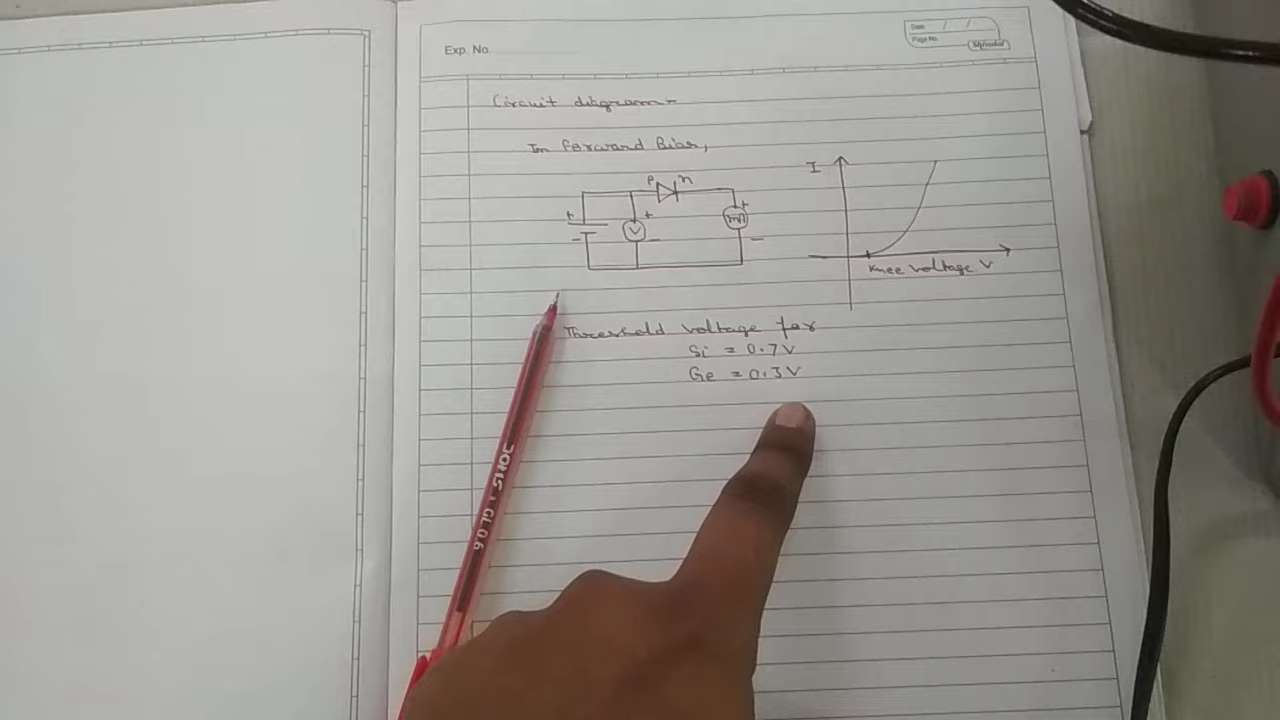 Exp. No.
Date / /
Page No.
Circuit diagram:-
In forward Bias,
P n
+ + +
V mA
- - -
I
Knee voltage V
Threshold voltage for
Si = 0.7V
Ge = 0.3V